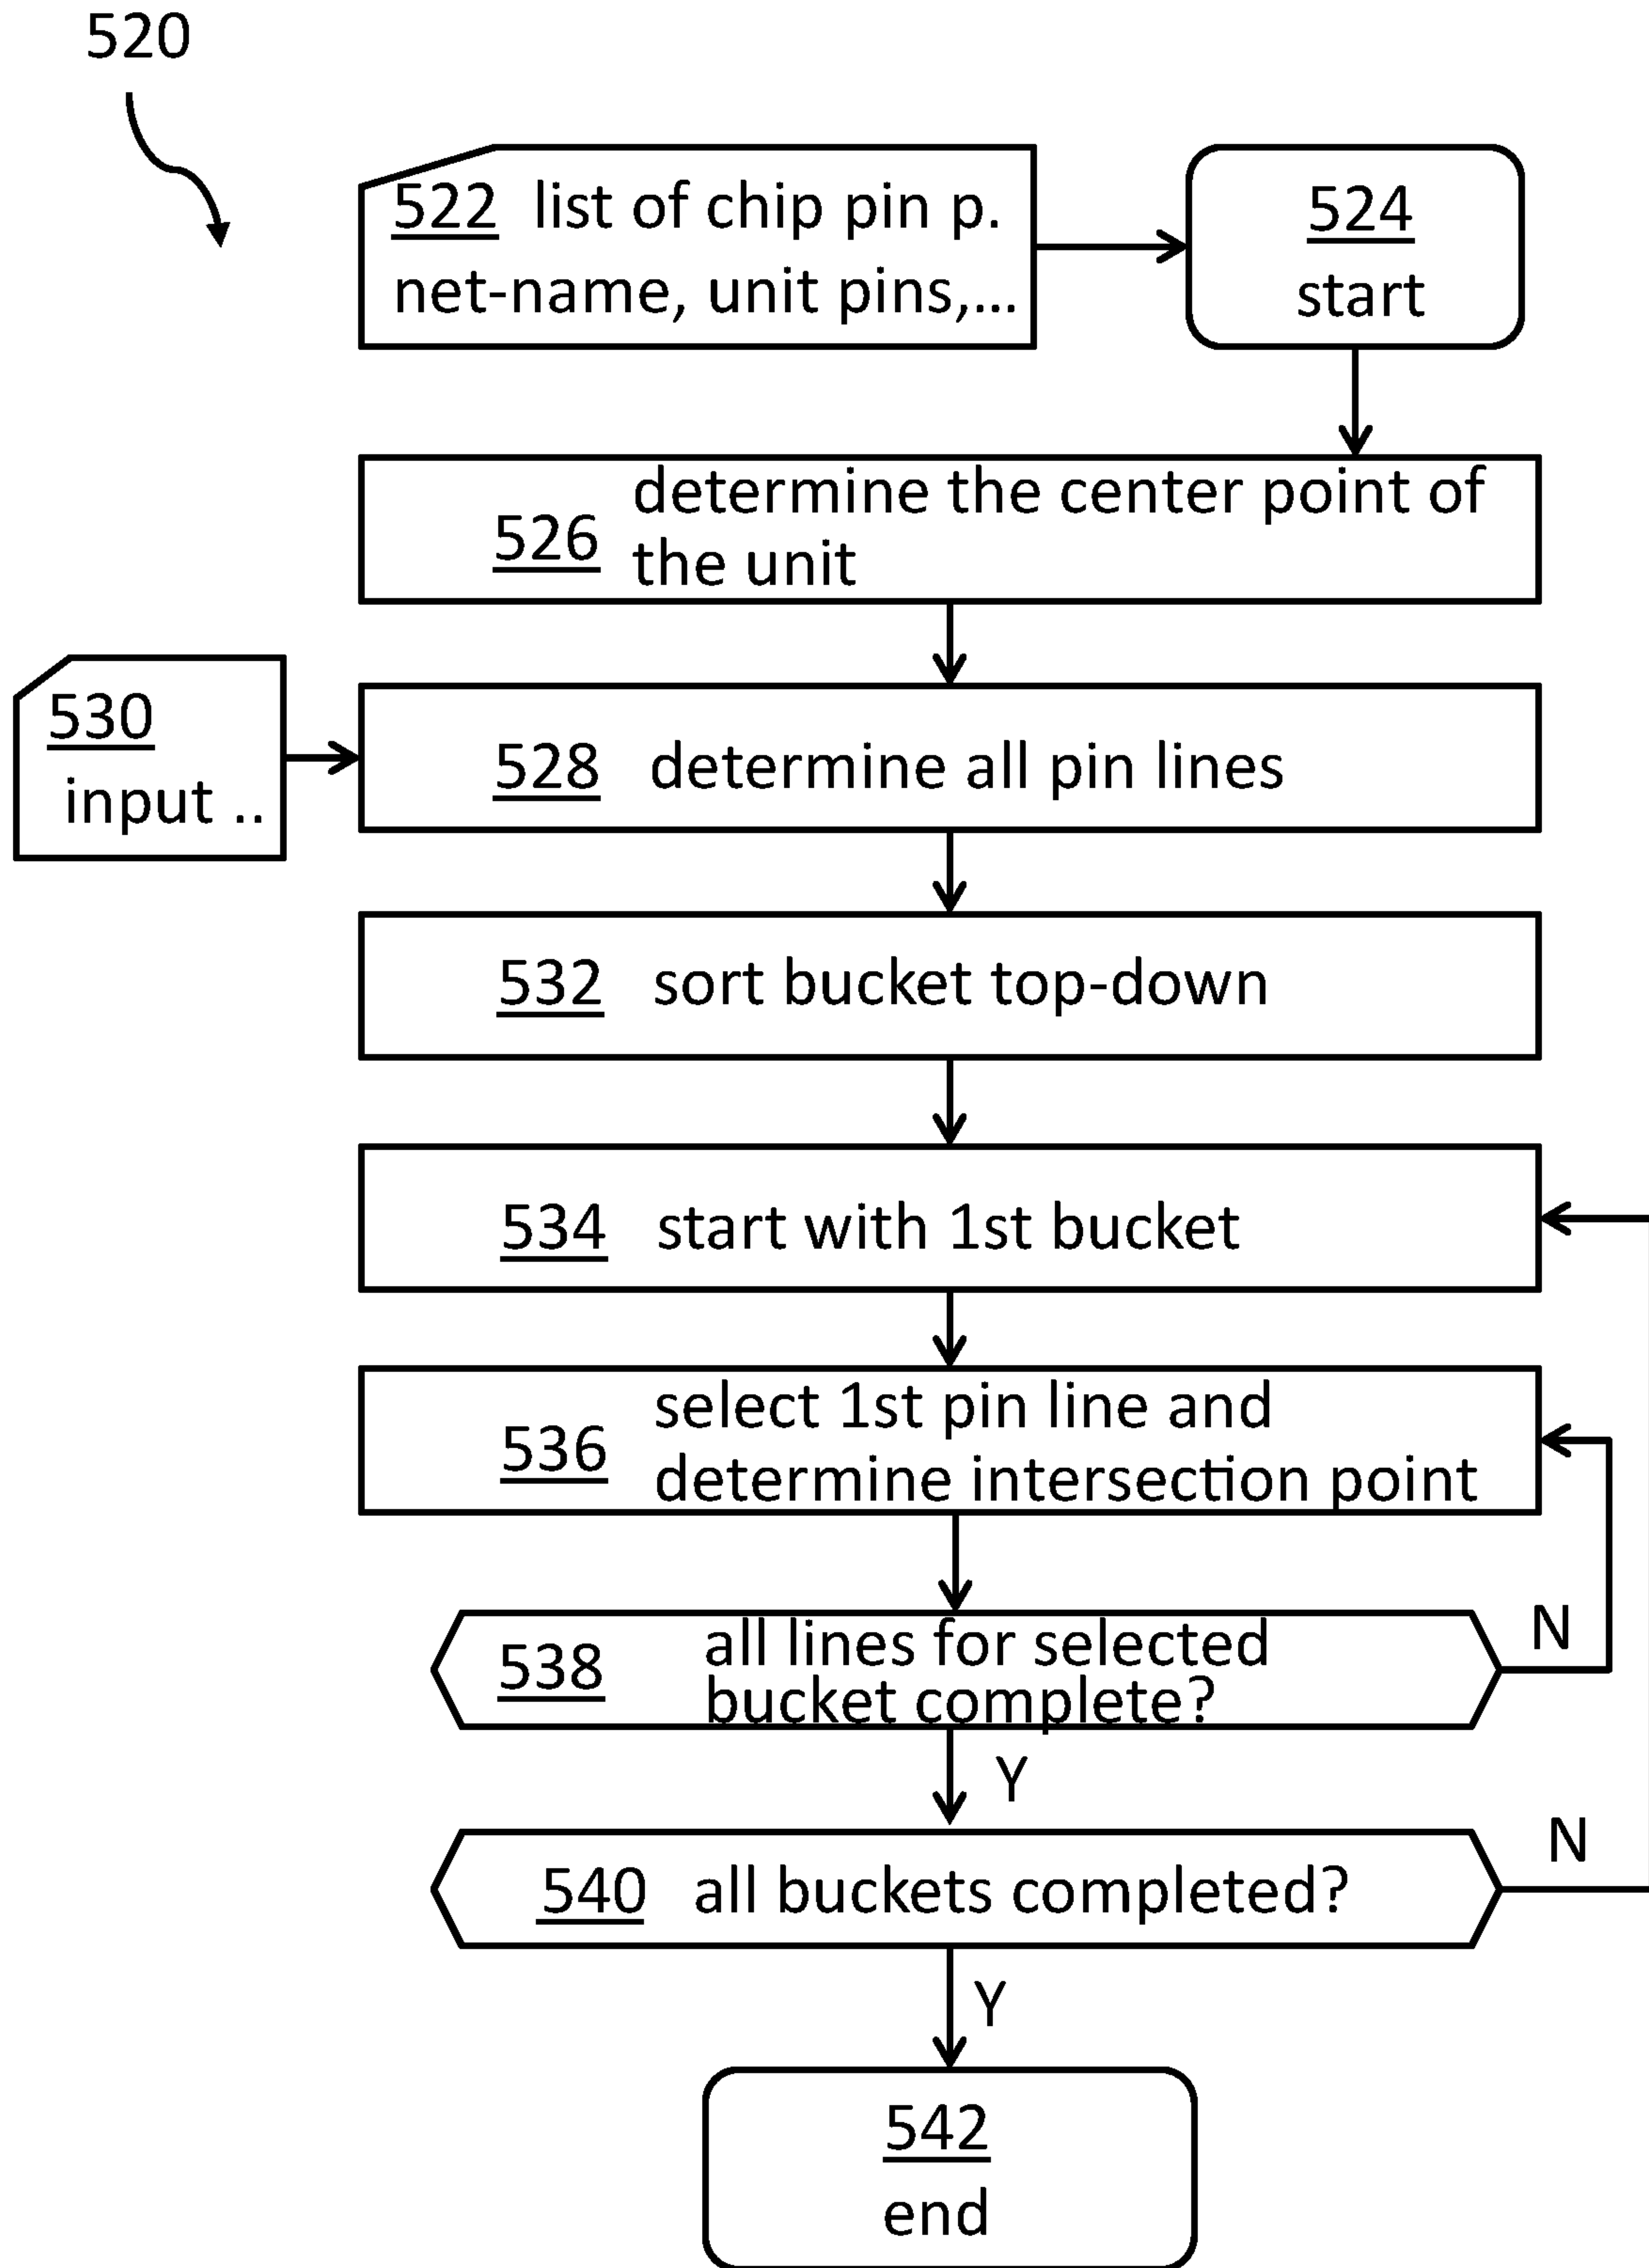 520
522 list of chip pin p.
net-name, unit pins,...
524
start
526 determine the center point of
the unit
530
input ..
528 determine all pin lines
532 sort bucket top-down
534 start with 1st bucket
536 select 1st pin line and
determine intersection point
538 all lines for selected
bucket complete?
N
Y
540 all buckets completed?
N
Y
542
end